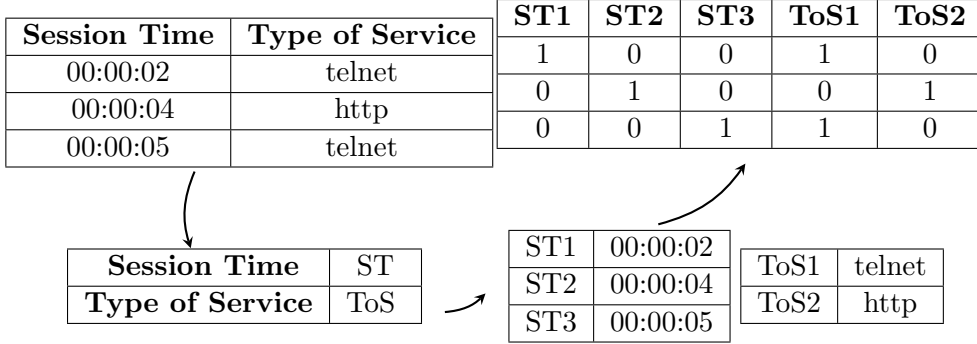 Session Time Type of Service
00:00:02 telnet
00:00:04 http
00:00:05 telnet
ST1 ST2 ST3 ToS1 ToS2
1 0 0 1 0
0 1 0 0 1
0 0 1 1 0
Session Time ST
Type of Service ToS
ST1 00:00:02
ST2 00:00:04
ST3 00:00:05
ToS1 telnet
ToS2 http